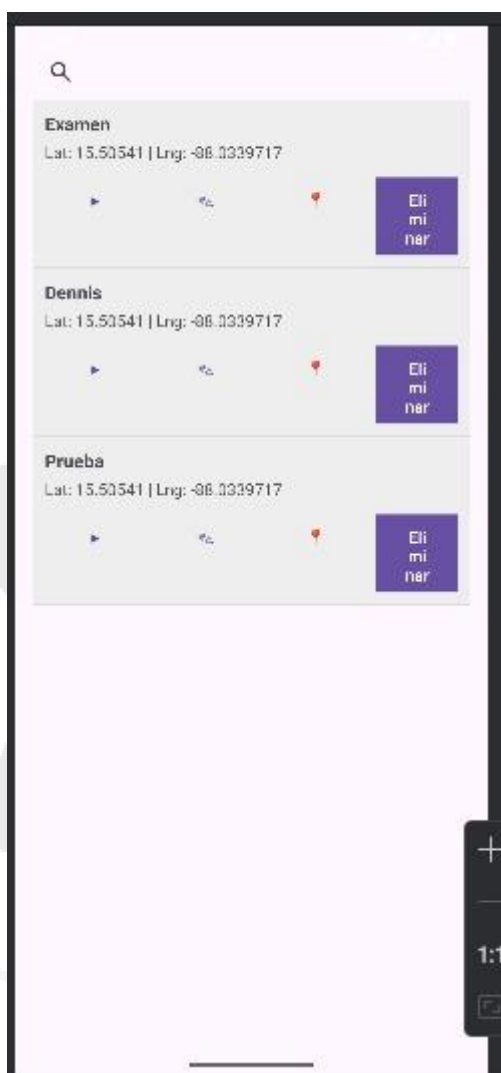 Examen
Lat: 15.50541 | Lng: -88.0339717
Eli
mi
nar
Dennis
Lat: 15.50541 | Lng: -88.0339717
Eli
mi
nar
Prueba
Lat: 15.50541 | Lng: -88.0339717
Eli
mi
nar
1:1